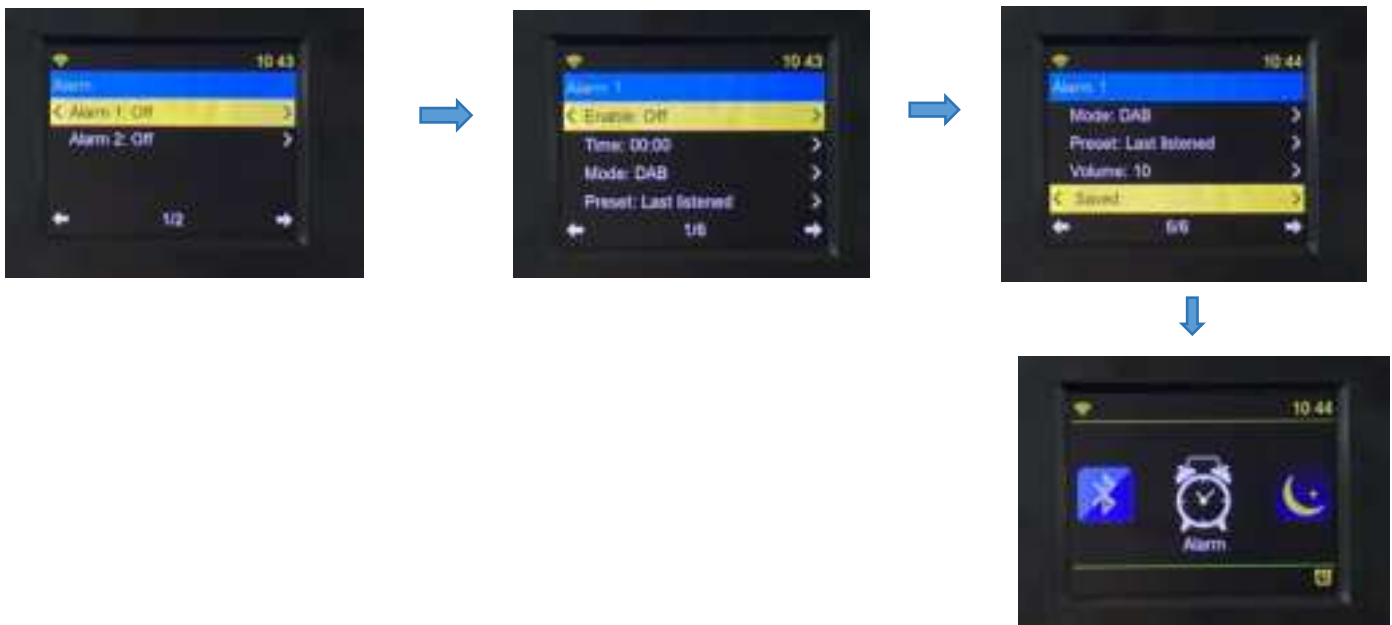 10:43
Alarm
< Alarm 1: Off >
Alarm 2: Off >
1/2
10:43
Alarm 1
< Enable: Off >
Time: 00:00 >
Mode: DAB >
Preset: Last listened >
1/6
10:44
Alarm 1
Mode: DAB >
Preset: Last listened >
Volume: 10 >
< Saved >
6/6
10:44
Alarm